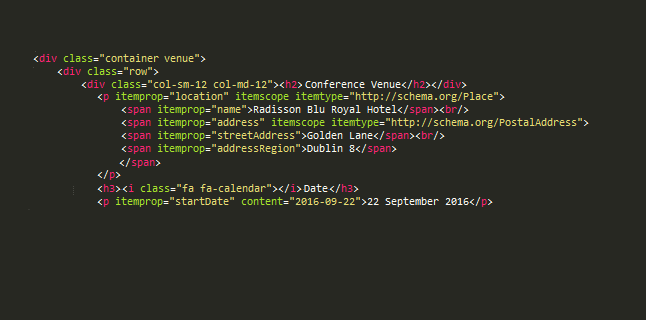 <div class="container venue">
<div class="row">
<div class="col-sm-12 col-md-12"><h2>Conference Venue</h2></div>
<p itemprop="location" itemscope itemtype="http://schema.org/Place">
<span itemprop="name">Radisson Blu Royal Hotel</span><br/>
<span itemprop="address" itemscope itemtype="http://schema.org/PostalAddress">
<span itemprop="streetAddress">Golden Lane</span><br/>
<span itemprop="addressRegion">Dublin 8</span>
</span>
</p>
<h3><i class="fa fa-calendar"></i>Date</h3>
<p itemprop="startDate" content="2016-09-22">22 September 2016</p>